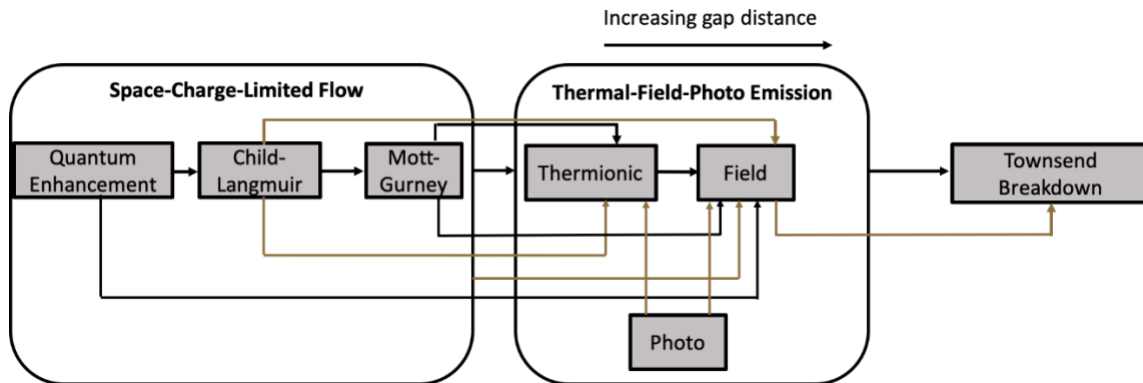 Increasing gap distance
Space-Charge-Limited Flow
Thermal-Field-Photo Emission
Quantum
Enhancement
Child-
Langmuir
Mott-
Gurney
Thermionic
Field
Townsend
Breakdown
Photo